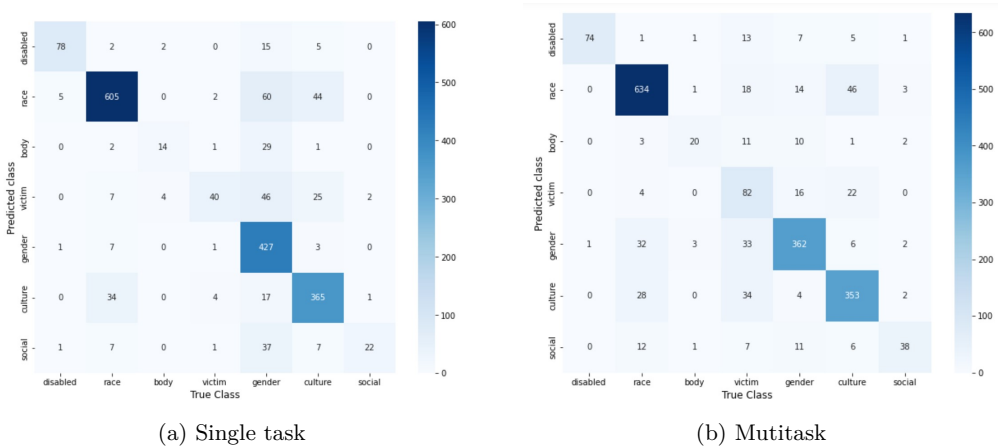 disabled 78 2 2 0 15 5 0
race 5 605 0 2 60 44 0
body 0 2 14 1 29 1 0
victim 0 7 4 40 46 25 2
gender 1 7 0 1 427 3 0
culture 0 34 0 4 17 365 1
social 1 7 0 1 37 7 22
disabled race body victim gender culture social
True Class
Predicted class
600
500
400
300
200
100
0
(a) Single task
disabled 74 1 1 13 7 5 1
race 0 634 1 18 14 46 3
body 0 3 20 11 10 1 2
victim 0 4 0 82 16 22 0
gender 1 32 3 33 362 6 2
culture 0 28 0 34 4 353 2
social 0 12 1 7 11 6 38
disabled race body victim gender culture social
True Class
Predicted class
600
500
400
300
200
100
0
(b) Mutitask